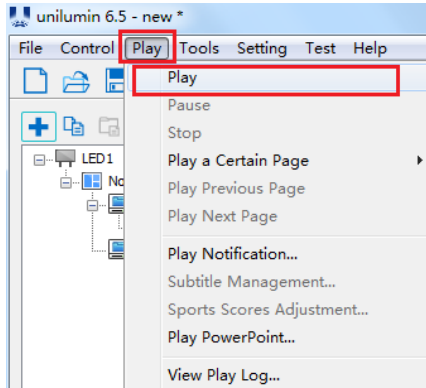 unilumin 6.5 - new *
File Control Play Tools Setting Test Help
Play
Pause
Stop
LED1
Play a Certain Page
No
Play Previous Page
Play Next Page
Play Notification...
Subtitle Management...
Sports Scores Adjustment...
Play PowerPoint...
View Play Log...